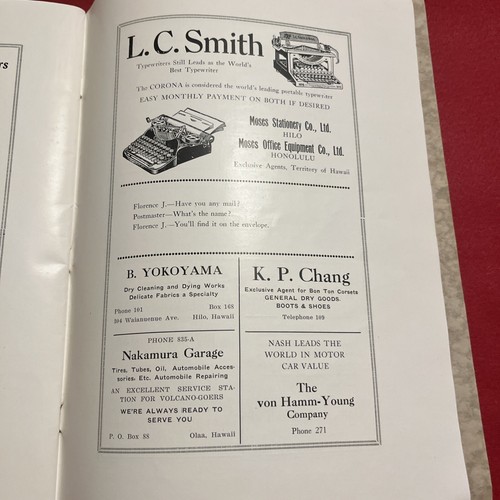 rs
L. C. Smith
Typewriters Still Leads as the World's
Best Typewriter
The CORONA is considered the world's leading portable typewriter
EASY MONTHLY PAYMENT ON BOTH IF DESIRED
Moses Stationery Co., Ltd.
HILO
Moses Office Equipment Co., Ltd.
HONOLULU
Exclusive Agents, Territory of Hawaii
Florence J.—Have you any mail?
Postmaster—What's the name?
Florence J.—You'll find it on the envelope.
B. YOKOYAMA
Dry Cleaning and Dying Works
Delicate Fabrics a Specialty
Phone 101 Box 168
104 Waianuenue Ave. Hilo, Hawaii
K. P. Chang
Exclusive Agent for Bon Ton Corsets
GENERAL DRY GOODS
BOOTS & SHOES
Telephone 109
PHONE 835-A
Nakamura Garage
Tires, Tubes, Oil, Automobile Acces-
sories. Etc. Automobile Repairing
AN EXCELLENT SERVICE STA-
TION FOR VOLCANO-GOERS
WE'RE ALWAYS READY TO
SERVE YOU
P. O. Box 88 Olaa, Hawaii
NASH LEADS THE
WORLD IN MOTOR
CAR VALUE
The
von Hamm-Young
Company
Phone 271